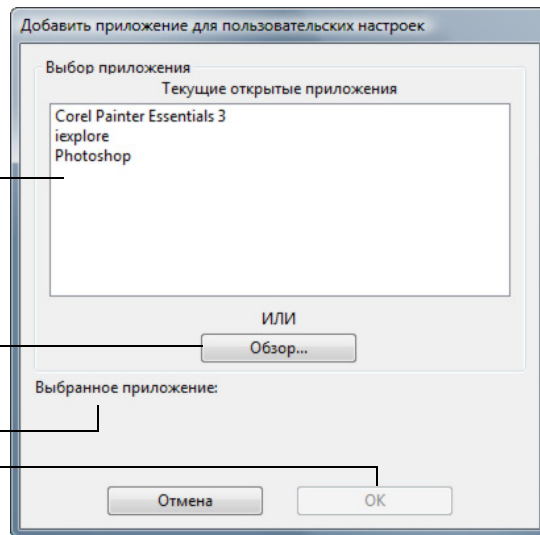 Добавить приложение для пользовательских настроек
Выбор приложения
Текущие открытые приложения
Corel Painter Essentials 3
iexplore
Photoshop
ИЛИ
Обзор...
Выбранное приложение:
Отмена
OK